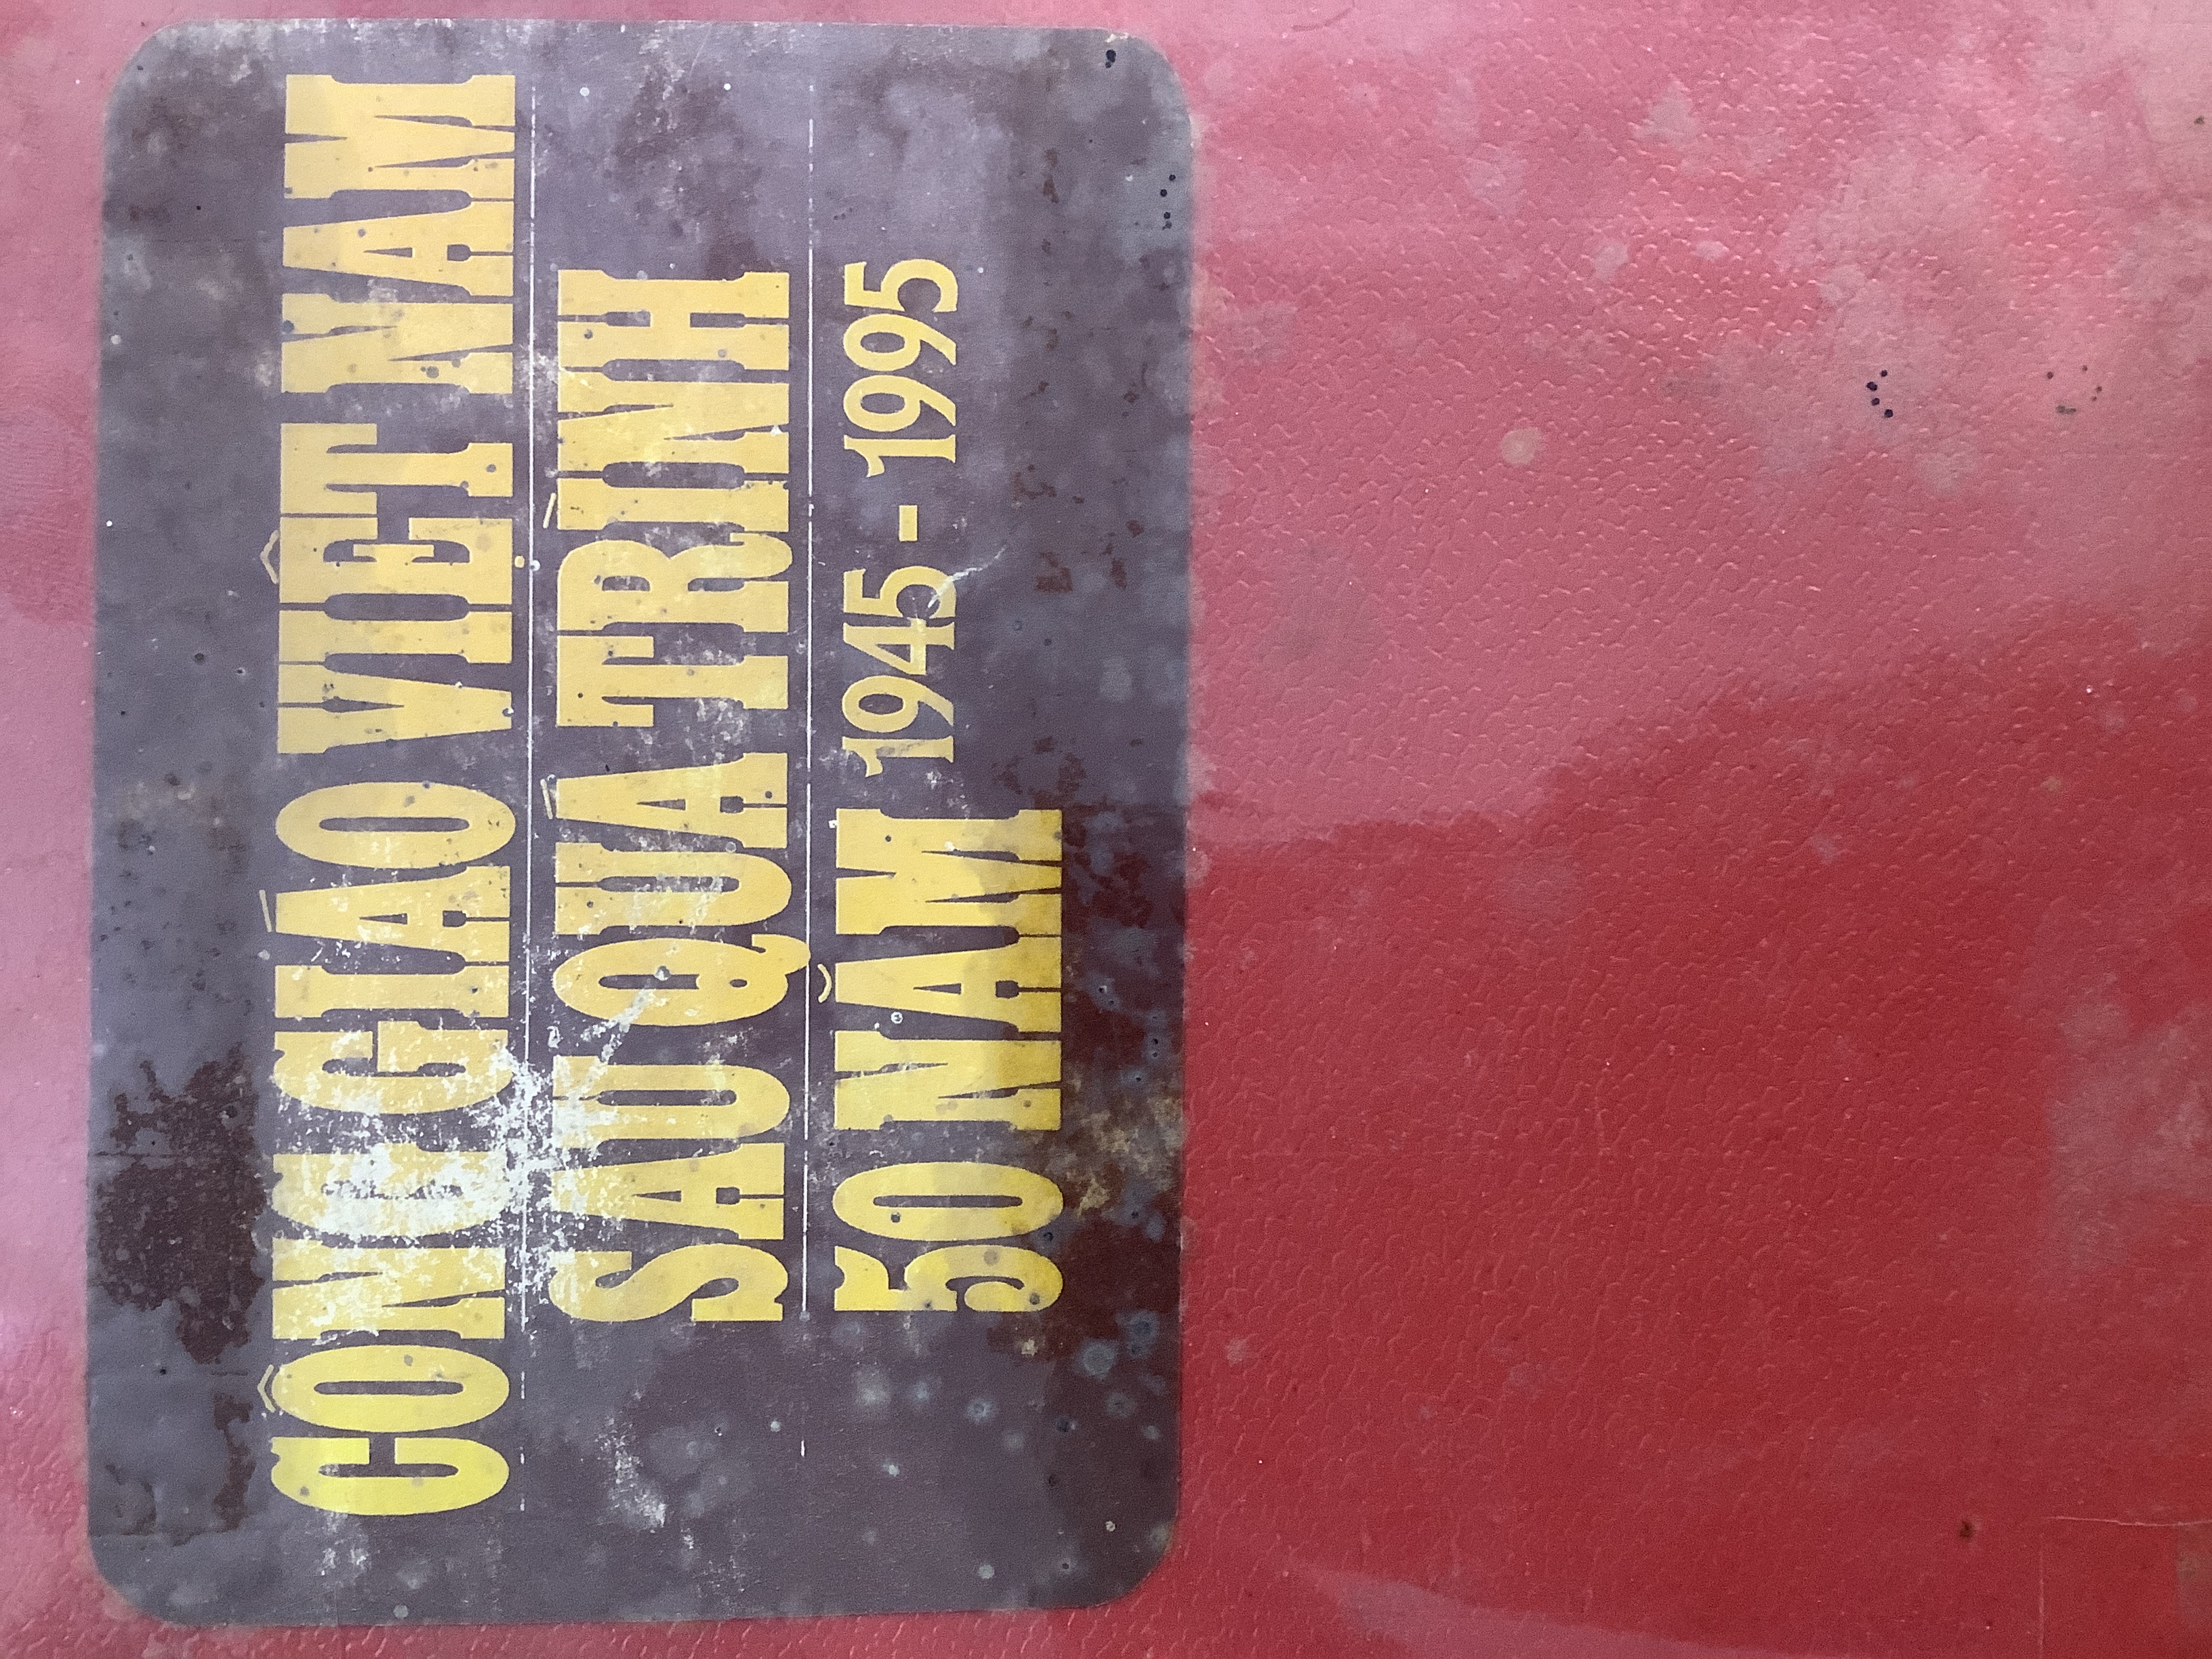 CÔNG GIÁO VIỆT NAM
SAU QUÁ TRÌNH
50 NĂM 1945 - 1995